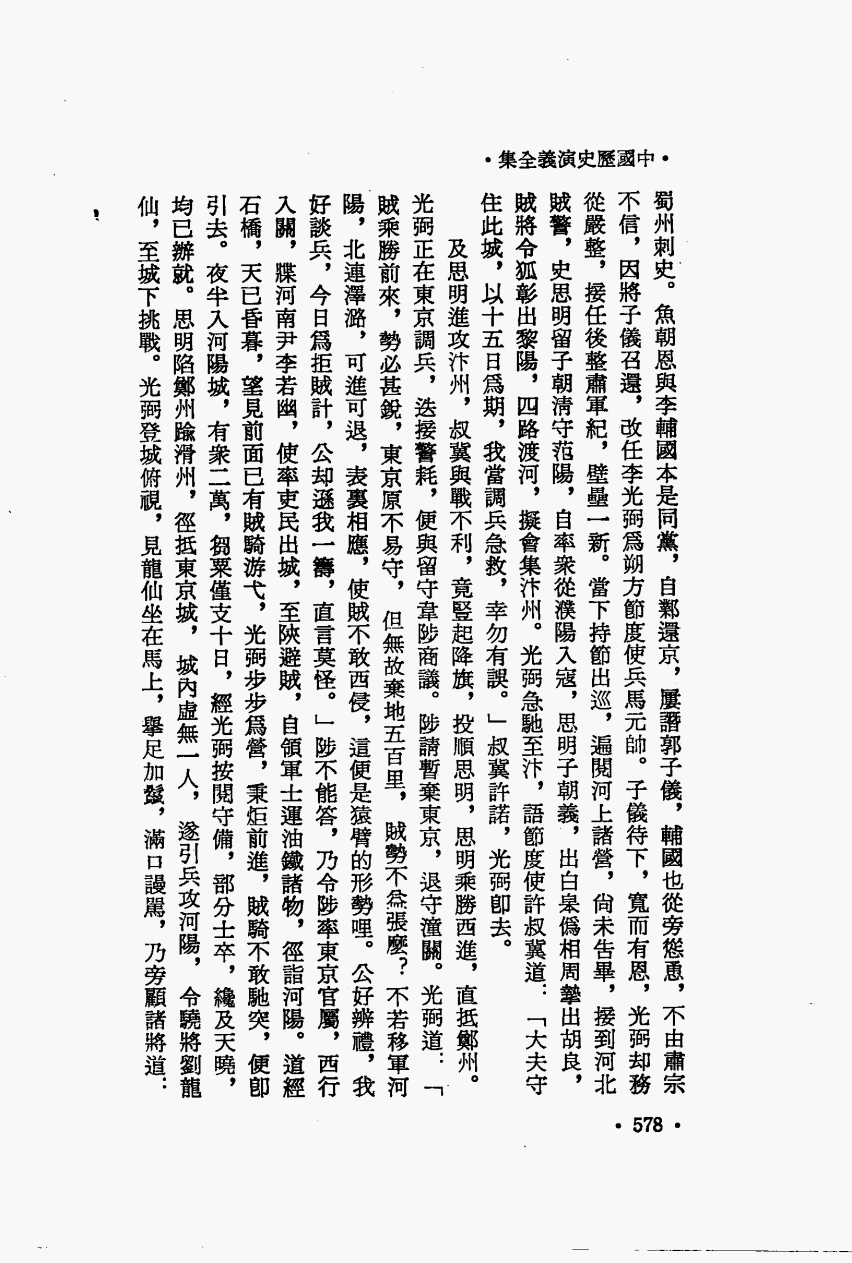 •中國歷史演義全集•
蜀州刺史。魚朝恩與李輔國本是同黨，自鄴還京，屢譖郭子儀，輔國也從旁慫恿，不由肅宗
不信，因將子儀召還，改任李光弼爲朔方節度使兵馬元帥。子儀待下，寬而有恩，光弼却務
從嚴整，接任後整肅軍紀，壁壘一新。當下持節出巡，遍閱河上諸營，尙未吿畢，接到河北
賊警，史思明留子朝淸守范陽，自率衆從濮陽入寇，思明子朝義，出白皋僞相周摯出胡良，
賊將令狐彰出黎陽，四路渡河，擬會集汴州。光弼急馳至汴，語節度使許叔冀道：「大夫守
住此城，以十五日爲期，我當調兵急救，幸勿有誤。」叔冀許諾，光弼卽去。
及思明進攻汴州，叔冀與戰不利，竟豎起降旗，投順思明，思明乘勝西進，直抵鄭州。
光弼正在東京調兵，迭接警耗，便與留守韋陟商議。陟請暫棄東京，退守潼關。光弼道：「
賊乘勝前來，勢必甚銳，東京原不易守，但無故棄地五百里，賊勢不益張麼？不若移軍河
陽，北連澤潞，可進可退，表裏相應，使賊不敢西侵，這便是猿臂的形勢哩。公好辨禮，我
好談兵，今日爲拒賊計，公却遜我一籌，直言莫怪。」陟不能答，乃令陟率東京官屬，西行
入關，牒河南尹李若幽，使率吏民出城，至陝避賊，自領軍士運油鐵諸物，徑詣河陽。道經
石橋，天已昏暮，望見前面已有賊騎游弋，光弼步步爲營，秉炬前進，賊騎不敢馳突，便卽
引去。夜半入河陽城，有衆二萬，芻粟僅支十日，經光弼按閱守備，部分士卒，纔及天曉，
均已辦就。思明陷鄭州踰滑州，徑抵東京城，城內虛無一人，遂引兵攻河陽，令驍將劉龍
仙，至城下挑戰。光弼登城俯視，見龍仙坐在馬上，舉足加鬣，滿口謾駡，乃旁顧諸將道：
•578•